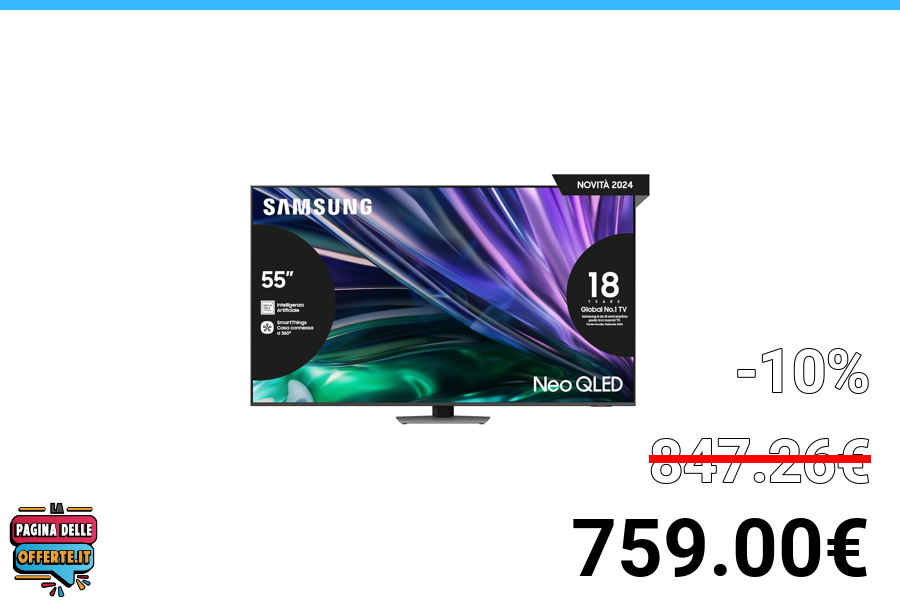 NOVITÀ 2024
SAMSUNG
55”
Intelligenza
Artificiale
SmartThings
Casa connessa
a 360°
18
YEARS
Global No.1 TV
Neo QLED
-10%
847.26€
759.00€
LA
PAGINA DELLE
OFFERTE.IT